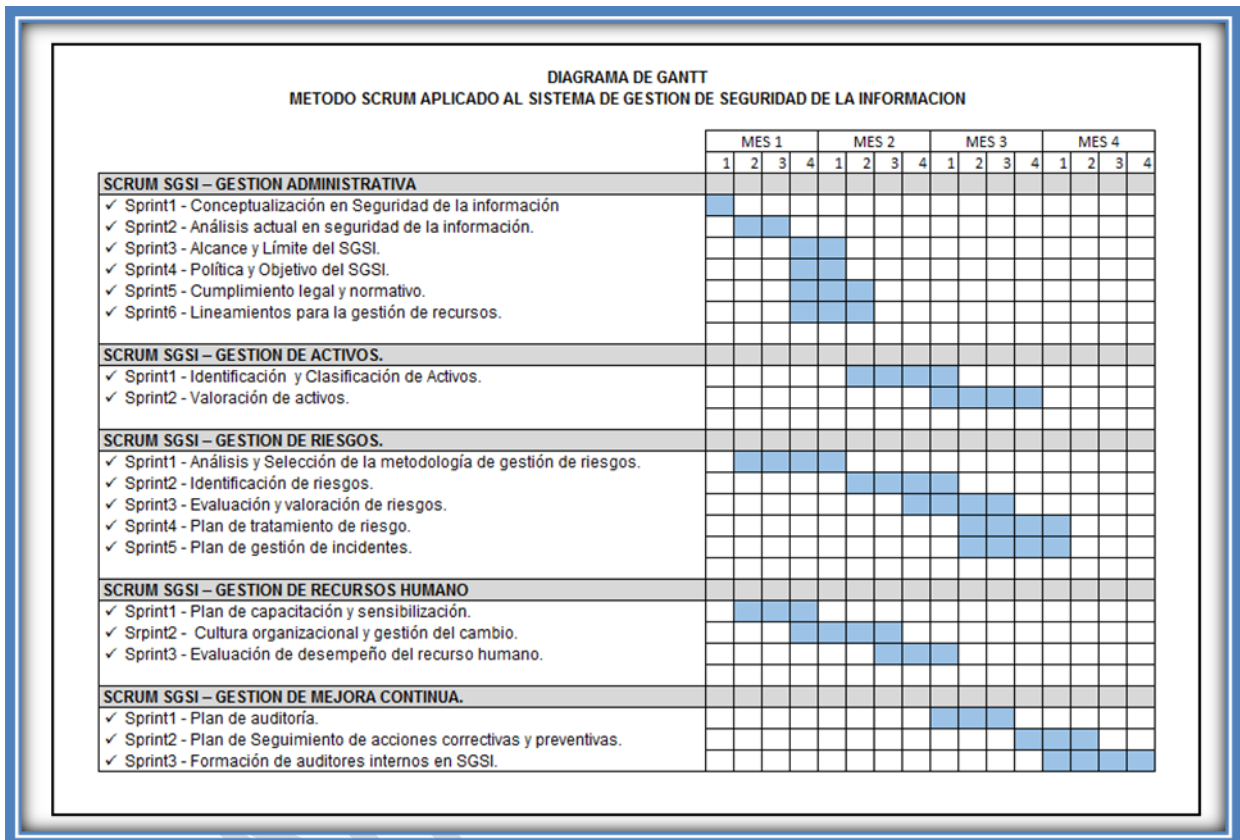 DIAGRAMA DE GANTT
METODO SCRUM APLICADO AL SISTEMA DE GESTION DE SEGURIDAD DE LA INFORMACION
MES 1 MES 2 MES 3 MES 4
1 2 3 4 1 2 3 4 1 2 3 4 1 2 3 4
SCRUM SGSI – GESTION ADMINISTRATIVA
✓ Sprint1 - Conceptualización en Seguridad de la información
✓ Sprint2 - Análisis actual en seguridad de la información.
✓ Sprint3 - Alcance y Límite del SGSI.
✓ Sprint4 - Política y Objetivo del SGSI.
✓ Sprint5 - Cumplimiento legal y normativo.
✓ Sprint6 - Lineamientos para la gestión de recursos.
SCRUM SGSI – GESTION DE ACTIVOS.
✓ Sprint1 - Identificación y Clasificación de Activos.
✓ Sprint2 - Valoración de activos.
SCRUM SGSI – GESTION DE RIESGOS.
✓ Sprint1 - Análisis y Selección de la metodología de gestión de riesgos.
✓ Sprint2 - Identificación de riesgos.
✓ Sprint3 - Evaluación y valoración de riesgos.
✓ Sprint4 - Plan de tratamiento de riesgo.
✓ Sprint5 - Plan de gestión de incidentes.
SCRUM SGSI – GESTION DE RECURSOS HUMANO
✓ Sprint1 - Plan de capacitación y sensibilización.
✓ Srpint2 - Cultura organizacional y gestión del cambio.
✓ Sprint3 - Evaluación de desempeño del recurso humano.
SCRUM SGSI – GESTION DE MEJORA CONTINUA.
✓ Sprint1 - Plan de auditoría.
✓ Sprint2 - Plan de Seguimiento de acciones correctivas y preventivas.
✓ Sprint3 - Formación de auditores internos en SGSI.